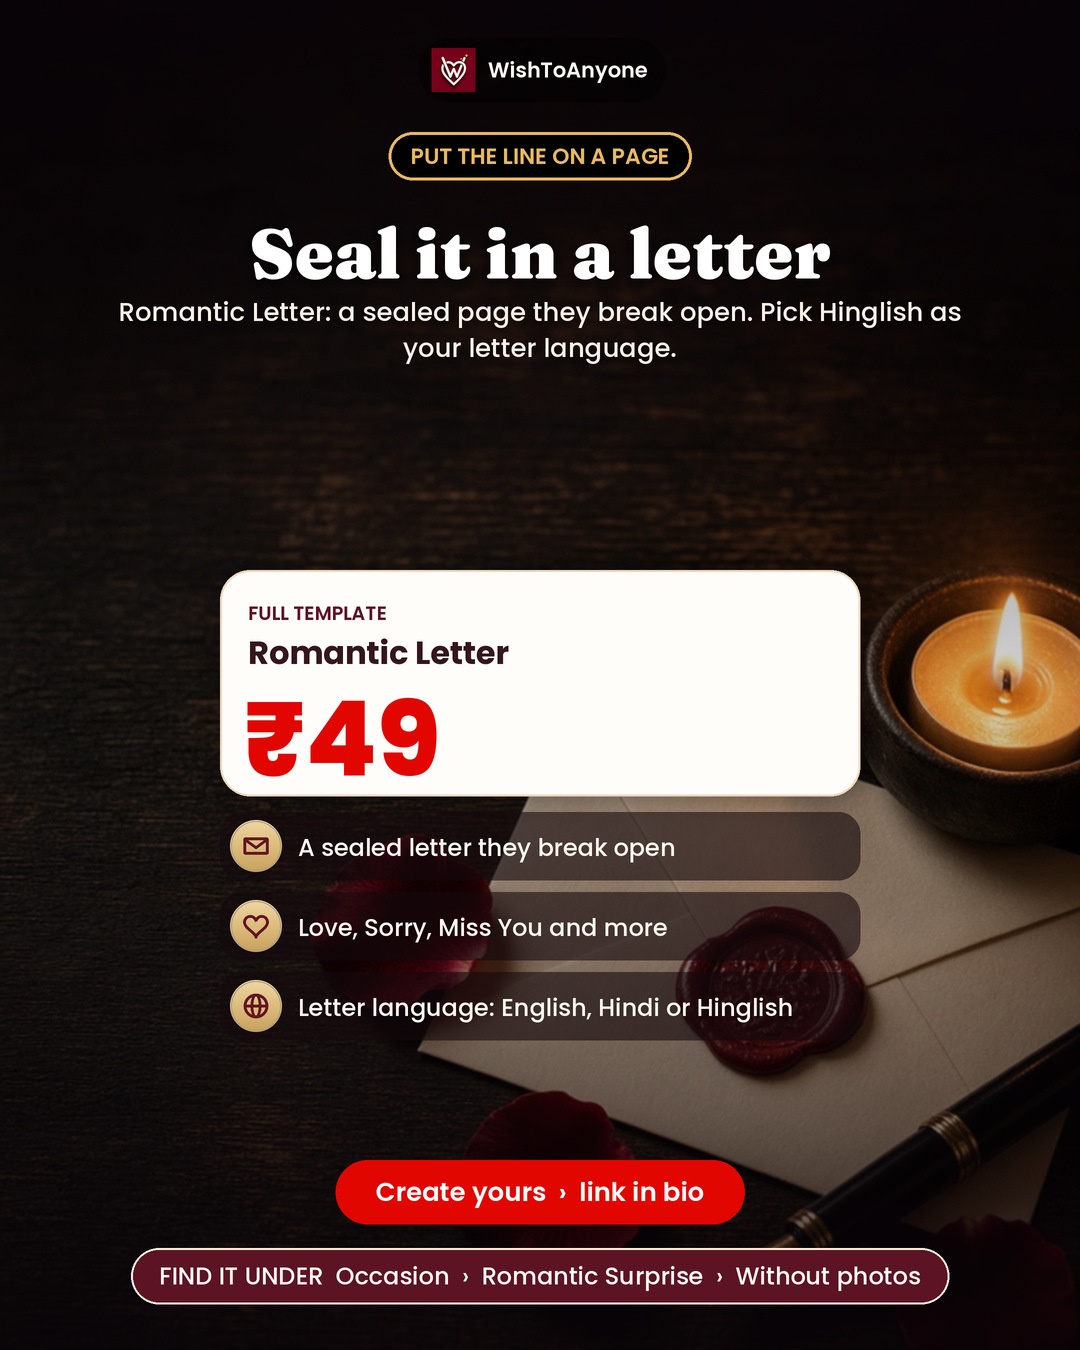 WishToAnyone
PUT THE LINE ON A PAGE
Seal it in a letter
Romantic Letter: a sealed page they break open. Pick Hinglish as
your letter language.
FULL TEMPLATE
Romantic Letter
₹49
A sealed letter they break open
Love, Sorry, Miss You and more
Letter language: English, Hindi or Hinglish
Create yours › link in bio
FIND IT UNDER Occasion › Romantic Surprise › Without photos